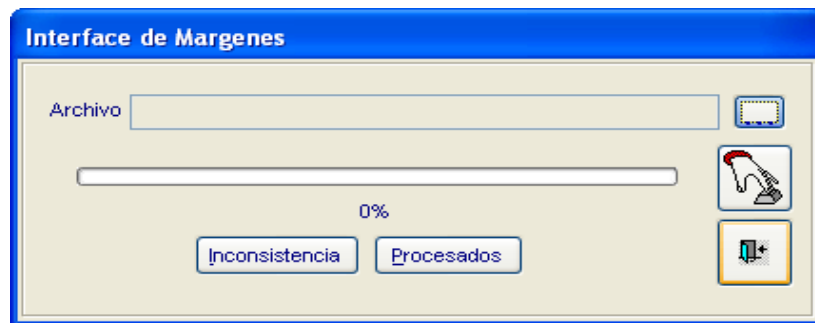 Interface de Margenes
Archivo
0%
Inconsistencia Procesados